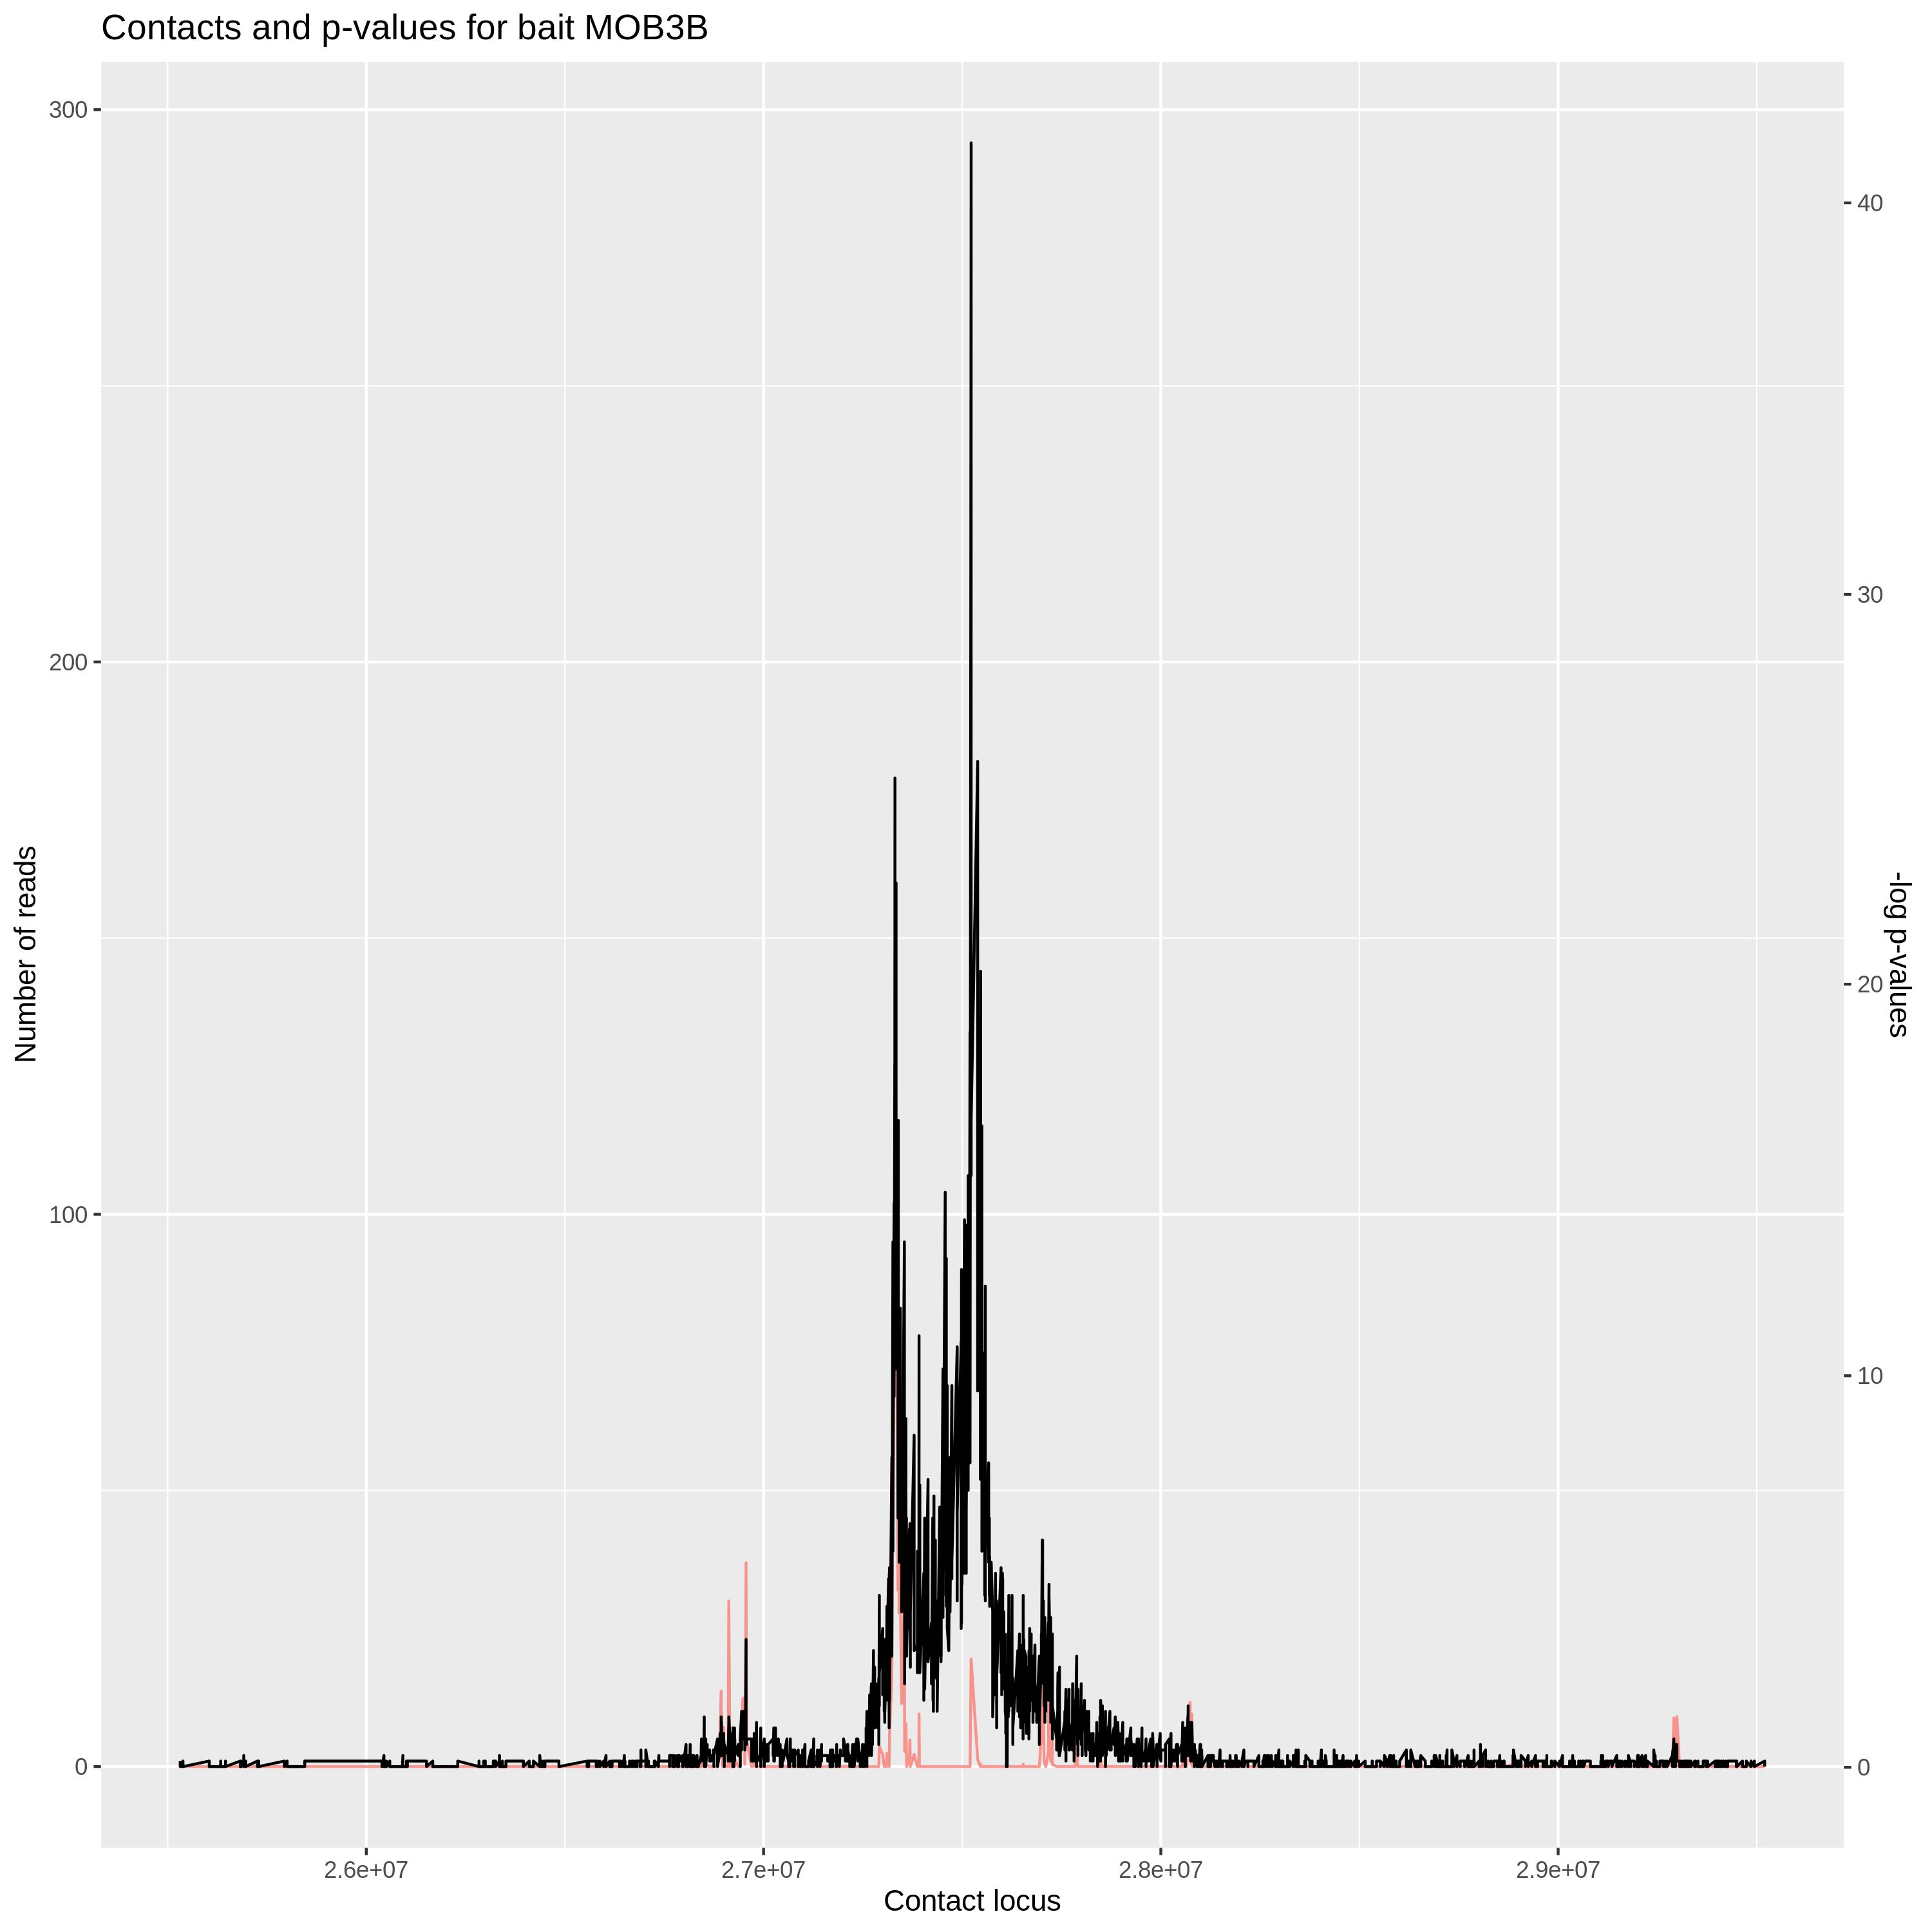 Contacts and p-values for bait MOB3B
300
200
100
0
Number of reads
40
30
20
10
0
-log p-values
2.6e+07
2.7e+07
2.8e+07
2.9e+07
Contact locus